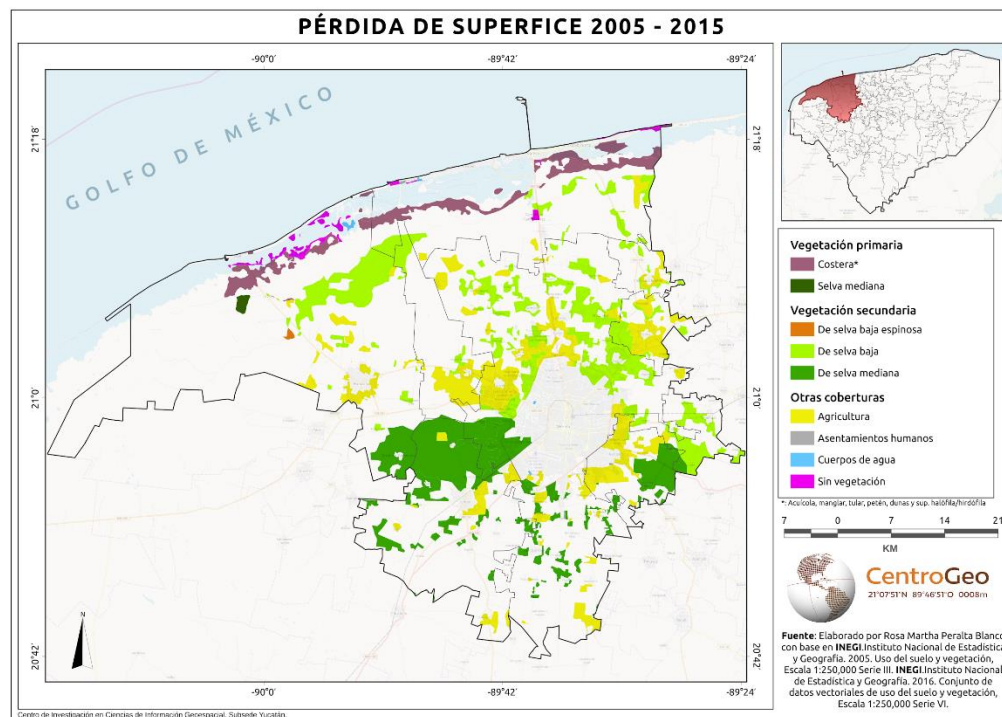 PÉRDIDA DE SUPERFICE 2005 - 2015
-90°0´
-89°42´
-89°24´
21°18´
21°18´
GOLFO DE MÉXICO
21°0´
21°0´
20°42´
20°42´
N
-90°0´
-89°42´
-89°24´
Centro de Investigación en Ciencias de Información Geoespacial, Subsede Yucatán.
Vegetación primaria
Costera*
Selva mediana
Vegetación secundaria
De selva baja espinosa
De selva baja
De selva mediana
Otras coberturas
Agricultura
Asentamientos humanos
Cuerpos de agua
Sin vegetación
*: Acuícola, manglar, tular, petén, dunas y sup. halófila/hirdófila
7 0 7 14 21
KM
CentroGeo
21°07'51"N 89°46'51"O 0008m
Fuente: Elaborado por Rosa Martha Peralta Blanco
con base en INEGI.Instituto Nacional de Estadística
y Geografía. 2005. Uso del suelo y vegetación,
Escala 1:250,000 Serie III. INEGI.Instituto Nacional
de Estadística y Geografía. 2016. Conjunto de
datos vectoriales de uso del suelo y vegetación,
Escala 1:250,000 Serie VI.